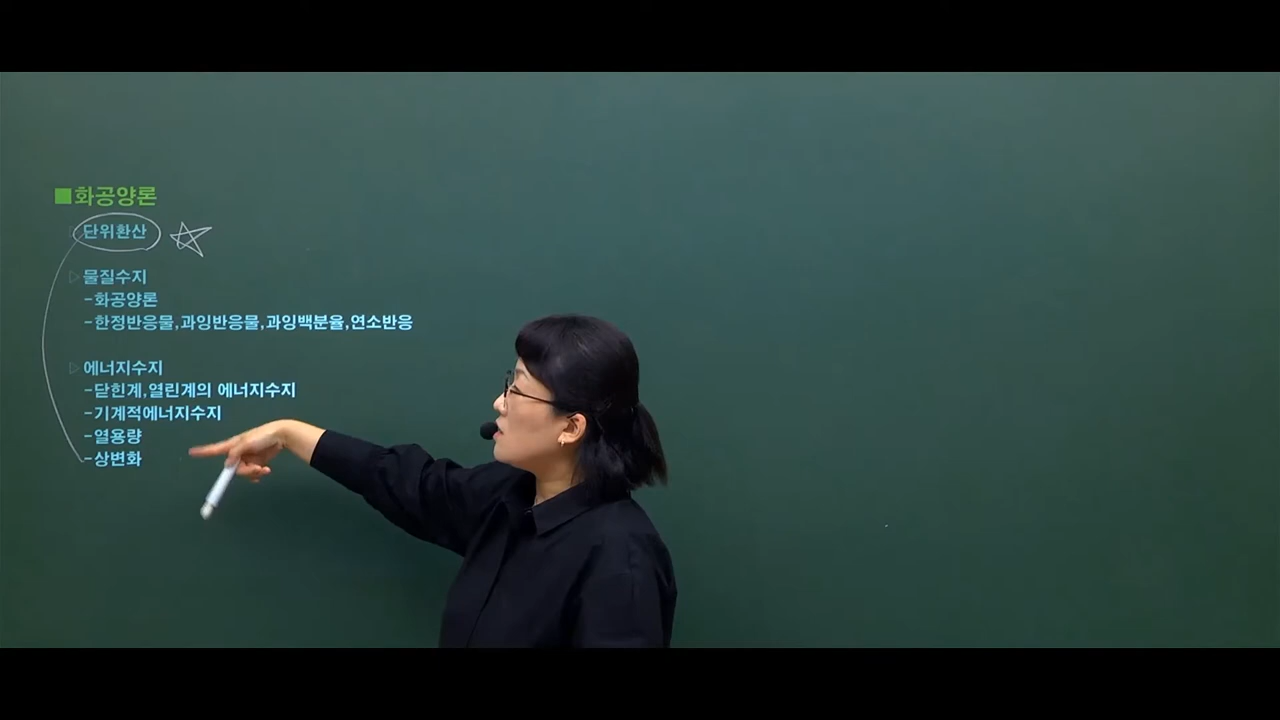 ■화공양론
▷단위환산
▷물질수지
-화공양론
-한정반응물,과잉반응물,과잉백분율,연소반응
▷에너지수지
-닫힌계,열린계의 에너지수지
-기계적에너지수지
-열용량
-상변화